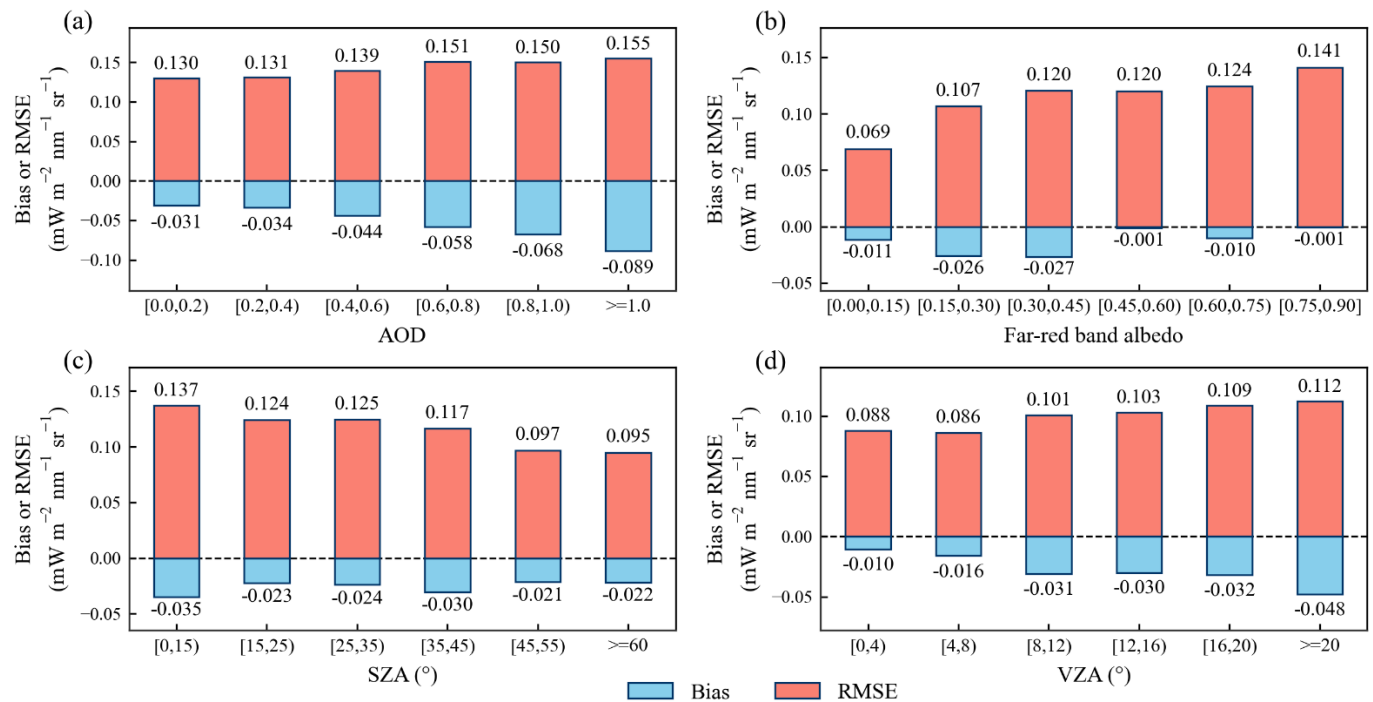 (a)
0.130 0.131 0.139 0.151 0.150 0.155
0.15
0.10
0.05
0.00
−0.05
−0.10
-0.031 -0.034 -0.044 -0.058 -0.068 -0.089
Bias or RMSE
(mW m−2 nm−1 sr−1)
[0.0,0.2) [0.2,0.4) [0.4,0.6) [0.6,0.8) [0.8,1.0) >=1.0
AOD
(b)
0.069 0.107 0.120 0.120 0.124 0.141
0.15
0.10
0.05
0.00
−0.05
-0.011 -0.026 -0.027 -0.001 -0.010 -0.001
Bias or RMSE
(mW m−2 nm−1 sr−1)
[0.00,0.15) [0.15,0.30) [0.30,0.45) [0.45,0.60) [0.60,0.75) [0.75,0.90]
Far-red band albedo
(c)
0.137 0.124 0.125 0.117 0.097 0.095
0.15
0.10
0.05
0.00
−0.05
-0.035 -0.023 -0.024 -0.030 -0.021 -0.022
Bias or RMSE
(mW m−2 nm−1 sr−1)
[0,15) [15,25) [25,35) [35,45) [45,55) >=60
SZA (°)
(d)
0.088 0.086 0.101 0.103 0.109 0.112
0.10
0.05
0.00
−0.05
-0.010 -0.016 -0.031 -0.030 -0.032 -0.048
Bias or RMSE
(mW m−2 nm−1 sr−1)
[0,4) [4,8) [8,12) [12,16) [16,20) >=20
VZA (°)
Bias RMSE